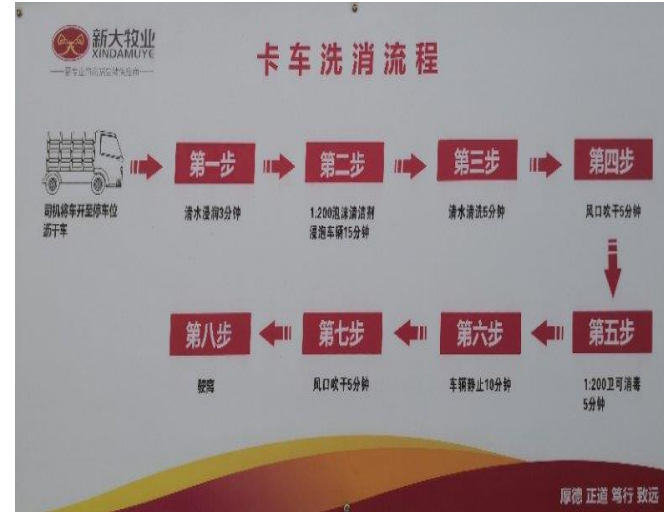 新大牧业
XINDAMUYE
卡车洗消流程
司机将车开至停车位
沥干车
第一步
清水浸润3分钟
第二步
1:200泡沫清洁剂
浸泡车辆15分钟
第三步
清水清洗5分钟
第四步
风口吹干5分钟
第五步
1:200卫可消毒
5分钟
第六步
车辆静止10分钟
第七步
风口吹干5分钟
第八步
驶离
厚德 正道 笃行 致远